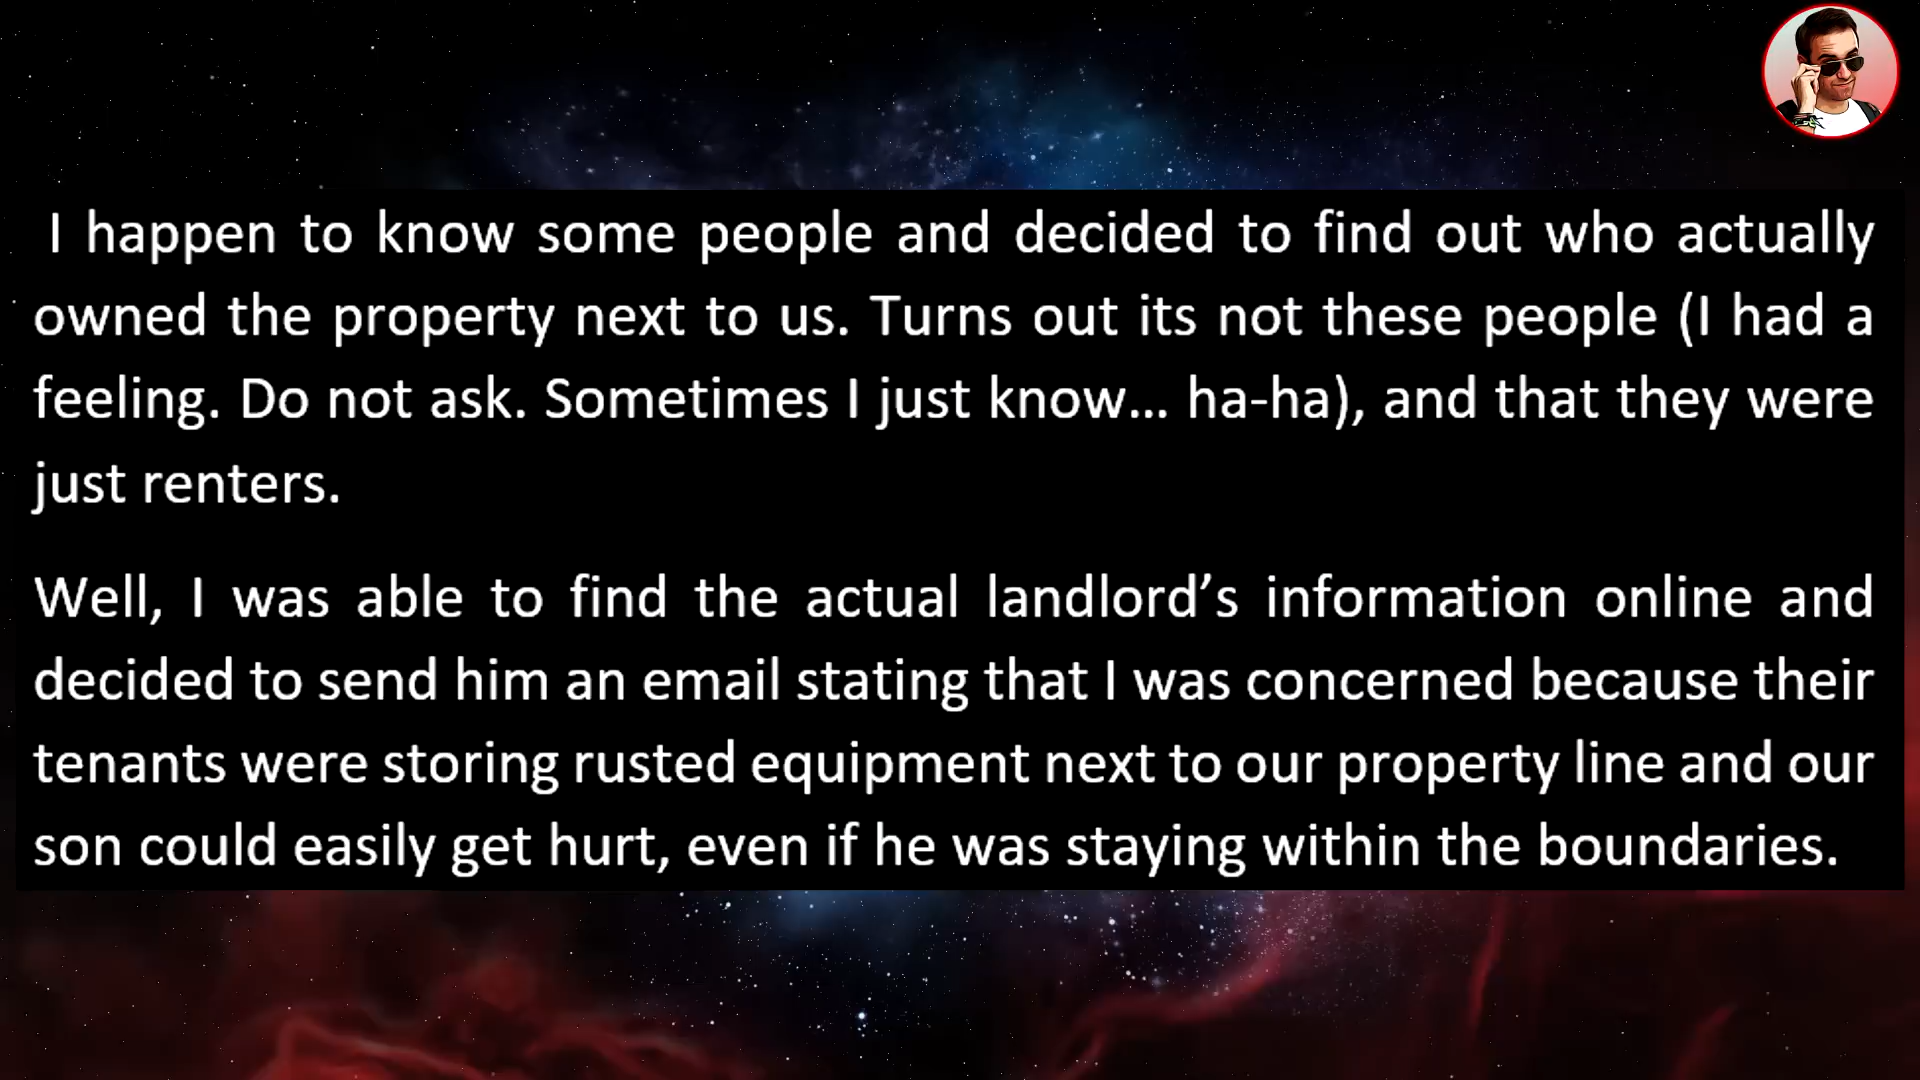 I happen to know some people and decided to find out who actually
owned the property next to us. Turns out its not these people (I had a
feeling. Do not ask. Sometimes I just know... ha-ha), and that they were
just renters.
Well, I was able to find the actual landlord’s information online and
decided to send him an email stating that I was concerned because their
tenants were storing rusted equipment next to our property line and our
son could easily get hurt, even if he was staying within the boundaries.